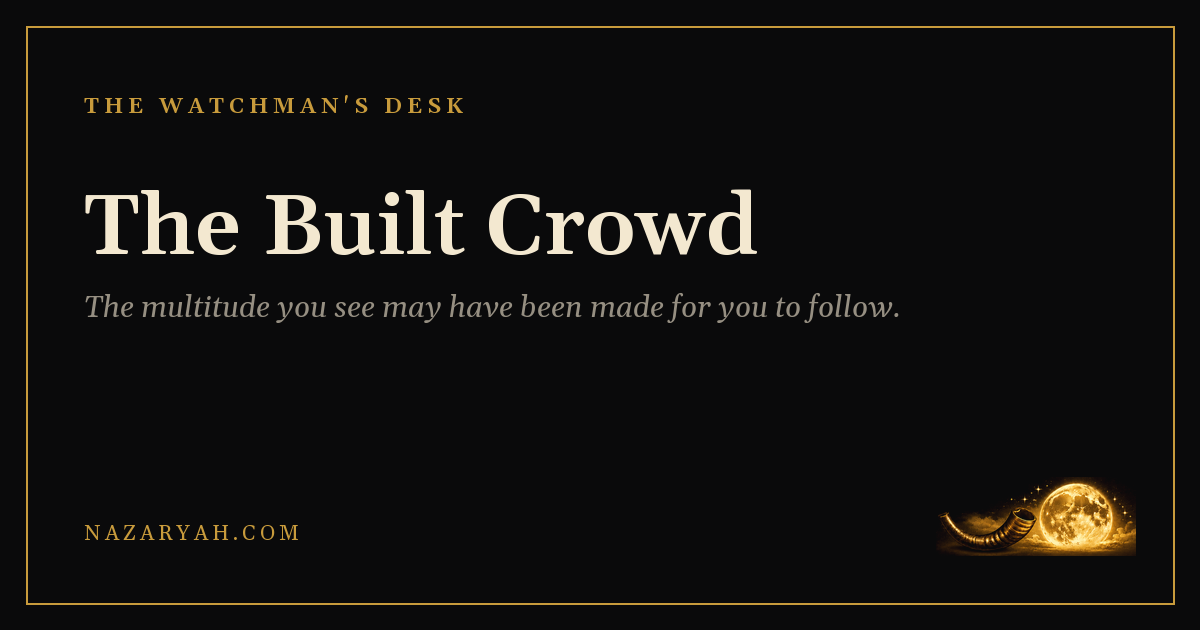 THE WATCHMAN'S DESK
The Built Crowd
The multitude you see may have been made for you to follow.
NAZARYAH.COM